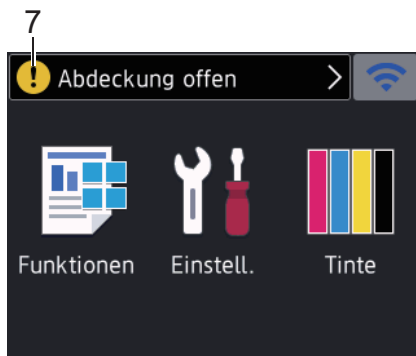 7
! Abdeckung offen >
Funktionen Einstell. Tinte